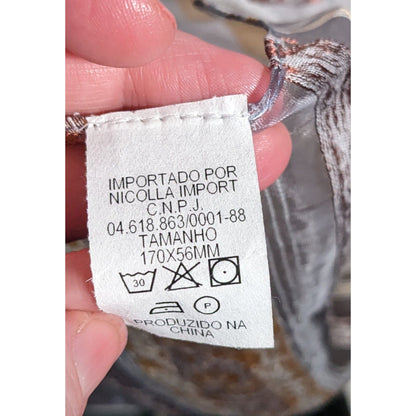 IMPORTADO POR
NICOLLA IMPORT
C.N.P.J.
04.618.863/0001-88
TAMANHO
170X56MM
30
P
PRODUZIDO NA
CHINA